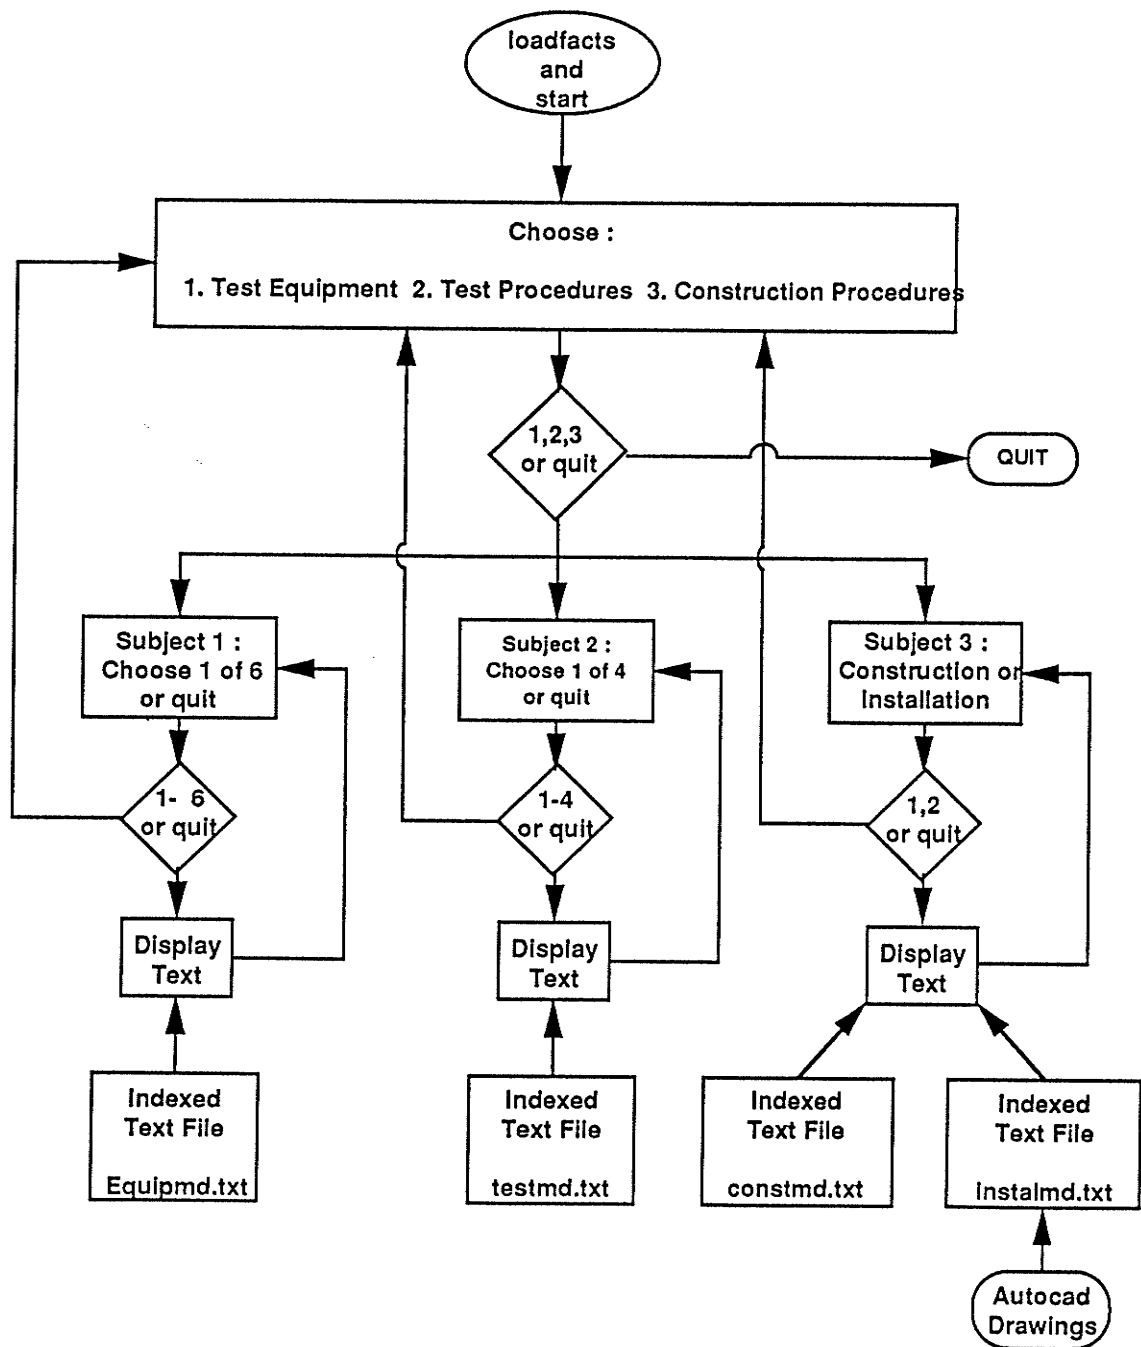 loadfacts
and
start
Choose :
1. Test Equipment 2. Test Procedures 3. Construction Procedures
1,2,3
or quit
QUIT
Subject 1 :
Choose 1 of 6
or quit
Subject 2 :
Choose 1 of 4
or quit
Subject 3 :
Construction or
Installation
1- 6
or quit
1-4
or quit
1,2
or quit
Display
Text
Display
Text
Display
Text
Indexed
Text File
Equipmd.txt
Indexed
Text File
testmd.txt
Indexed
Text File
constmd.txt
Indexed
Text File
instalmd.txt
Autocad
Drawings